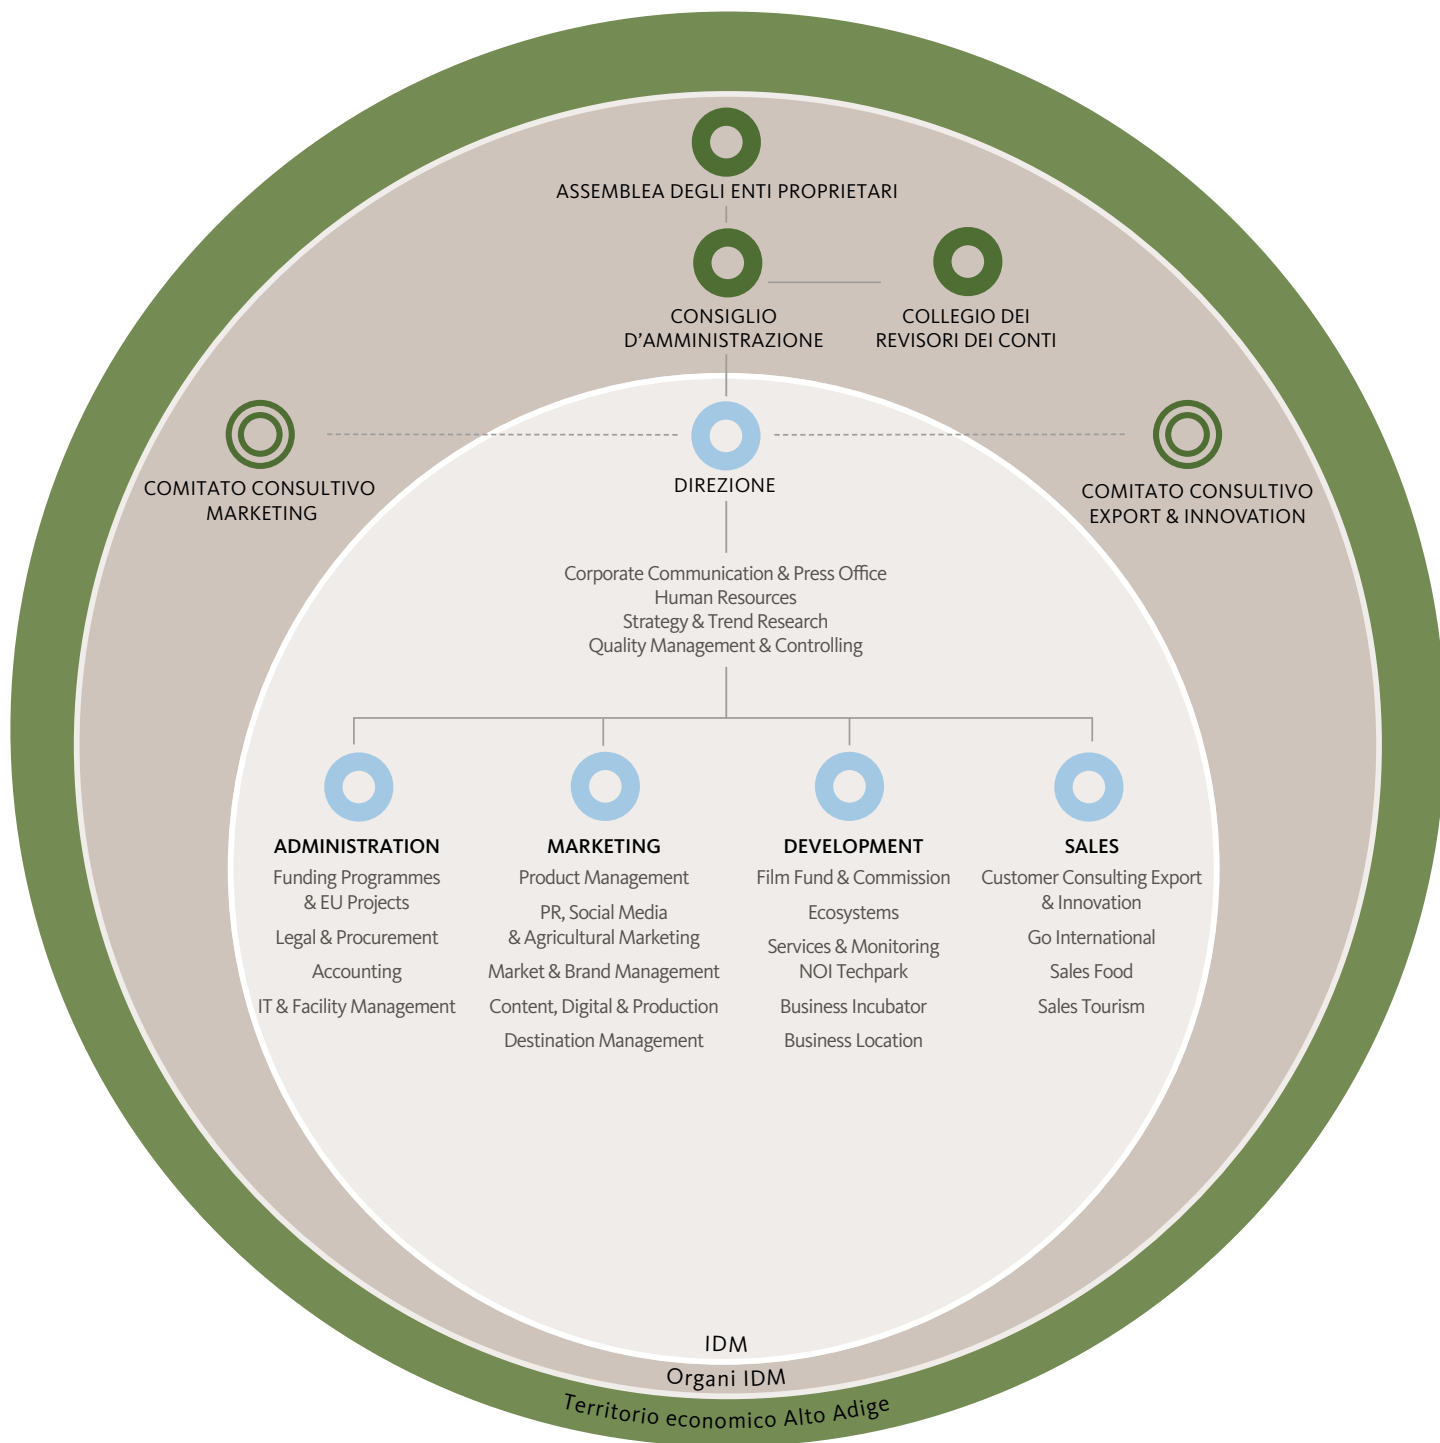 ASSEMBLEA DEGLI ENTI PROPRIETARI
CONSIGLIO
D’AMMINISTRAZIONE
COLLEGIO DEI
REVISORI DEI CONTI
COMITATO CONSULTIVO
MARKETING
DIREZIONE
COMITATO CONSULTIVO
EXPORT & INNOVATION
Corporate Communication & Press Office
Human Resources
Strategy & Trend Research
Quality Management & Controlling
ADMINISTRATION
Funding Programmes
& EU Projects
Legal & Procurement
Accounting
IT & Facility Management
MARKETING
Product Management
PR, Social Media
& Agricultural Marketing
Market & Brand Management
Content, Digital & Production
Destination Management
DEVELOPMENT
Film Fund & Commission
Ecosystems
Services & Monitoring
NOI Techpark
Business Incubator
Business Location
SALES
Customer Consulting Export
& Innovation
Go International
Sales Food
Sales Tourism
IDM
Organi IDM
Territorio economico Alto Adige